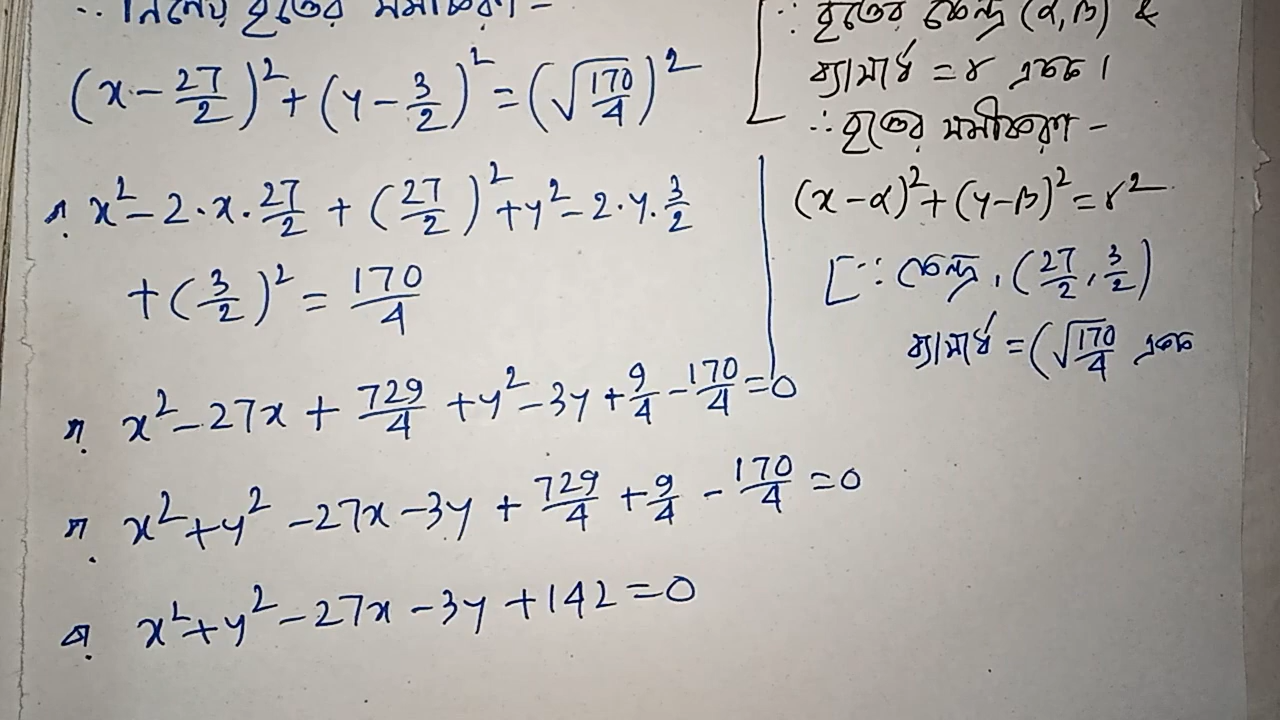 ∴ নির্ণেয় বৃত্তের সমীকরণ -
(x - 27/2)² + (y - 3/2)² = (√170/4)²
বা, x² - 2·x·27/2 + (27/2)² + y² - 2·y·3/2
+ (3/2)² = 170/4
বা, x² - 27x + 729/4 + y² - 3y + 9/4 - 170/4 = 0
বা, x² + y² - 27x - 3y + 729/4 + 9/4 - 170/4 = 0
বা, x² + y² - 27x - 3y + 142 = 0
[∵ বৃত্তের কেন্দ্র (α, β) ও
ব্যাসার্ধ = r একক।
∴ বৃত্তের সমীকরণ -
(x - α)² + (y - β)² = r²
[∵ কেন্দ্র, (27/2, 3/2)
ব্যাসার্ধ = (√170/4 একক